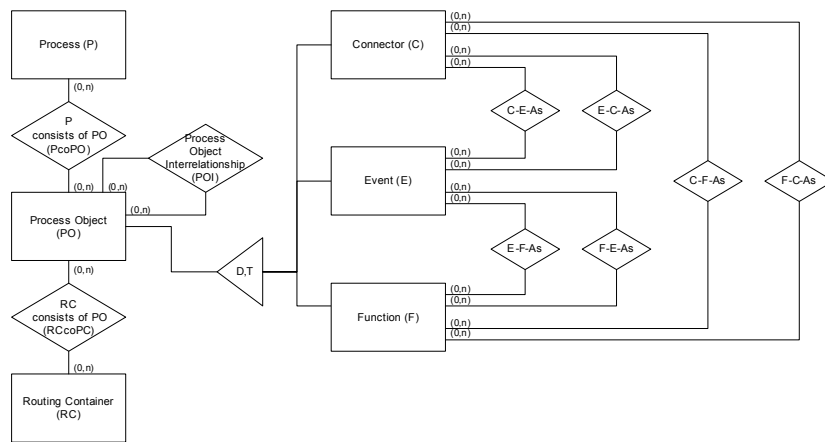 Process (P)
(0,n)
P
consists of PO
(PcoPO)
(0,n)
(0,n)
Process
Object
Interrelationship
(POI)
(0,n)
Process Object
(PO)
(0,n)
RC
consists of PO
(RCcoPC)
(0,n)
Routing Container
(RC)
D,T
Connector (C)
(0,n)
(0,n)
(0,n)
(0,n)
C-E-As
E-C-As
C-F-As
F-C-As
Event (E)
(0,n)
(0,n)
(0,n)
(0,n)
E-F-As
F-E-As
Function (F)
(0,n)
(0,n)
(0,n)
(0,n)